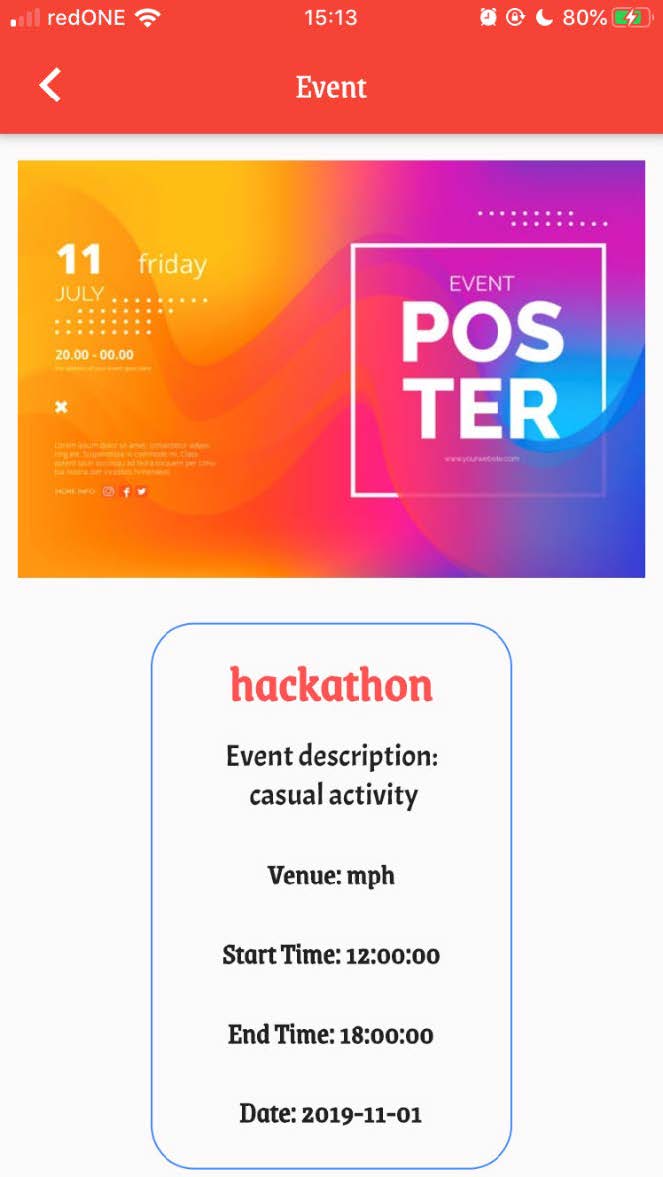 redONE 15:13 80%
Event
11 friday
JULY
20.00 - 00.00
EVENT
POS
TER
www.yourwebsite.com
MORE INFO:
hackathon
Event description:
casual activity
Venue: mph
Start Time: 12:00:00
End Time: 18:00:00
Date: 2019-11-01